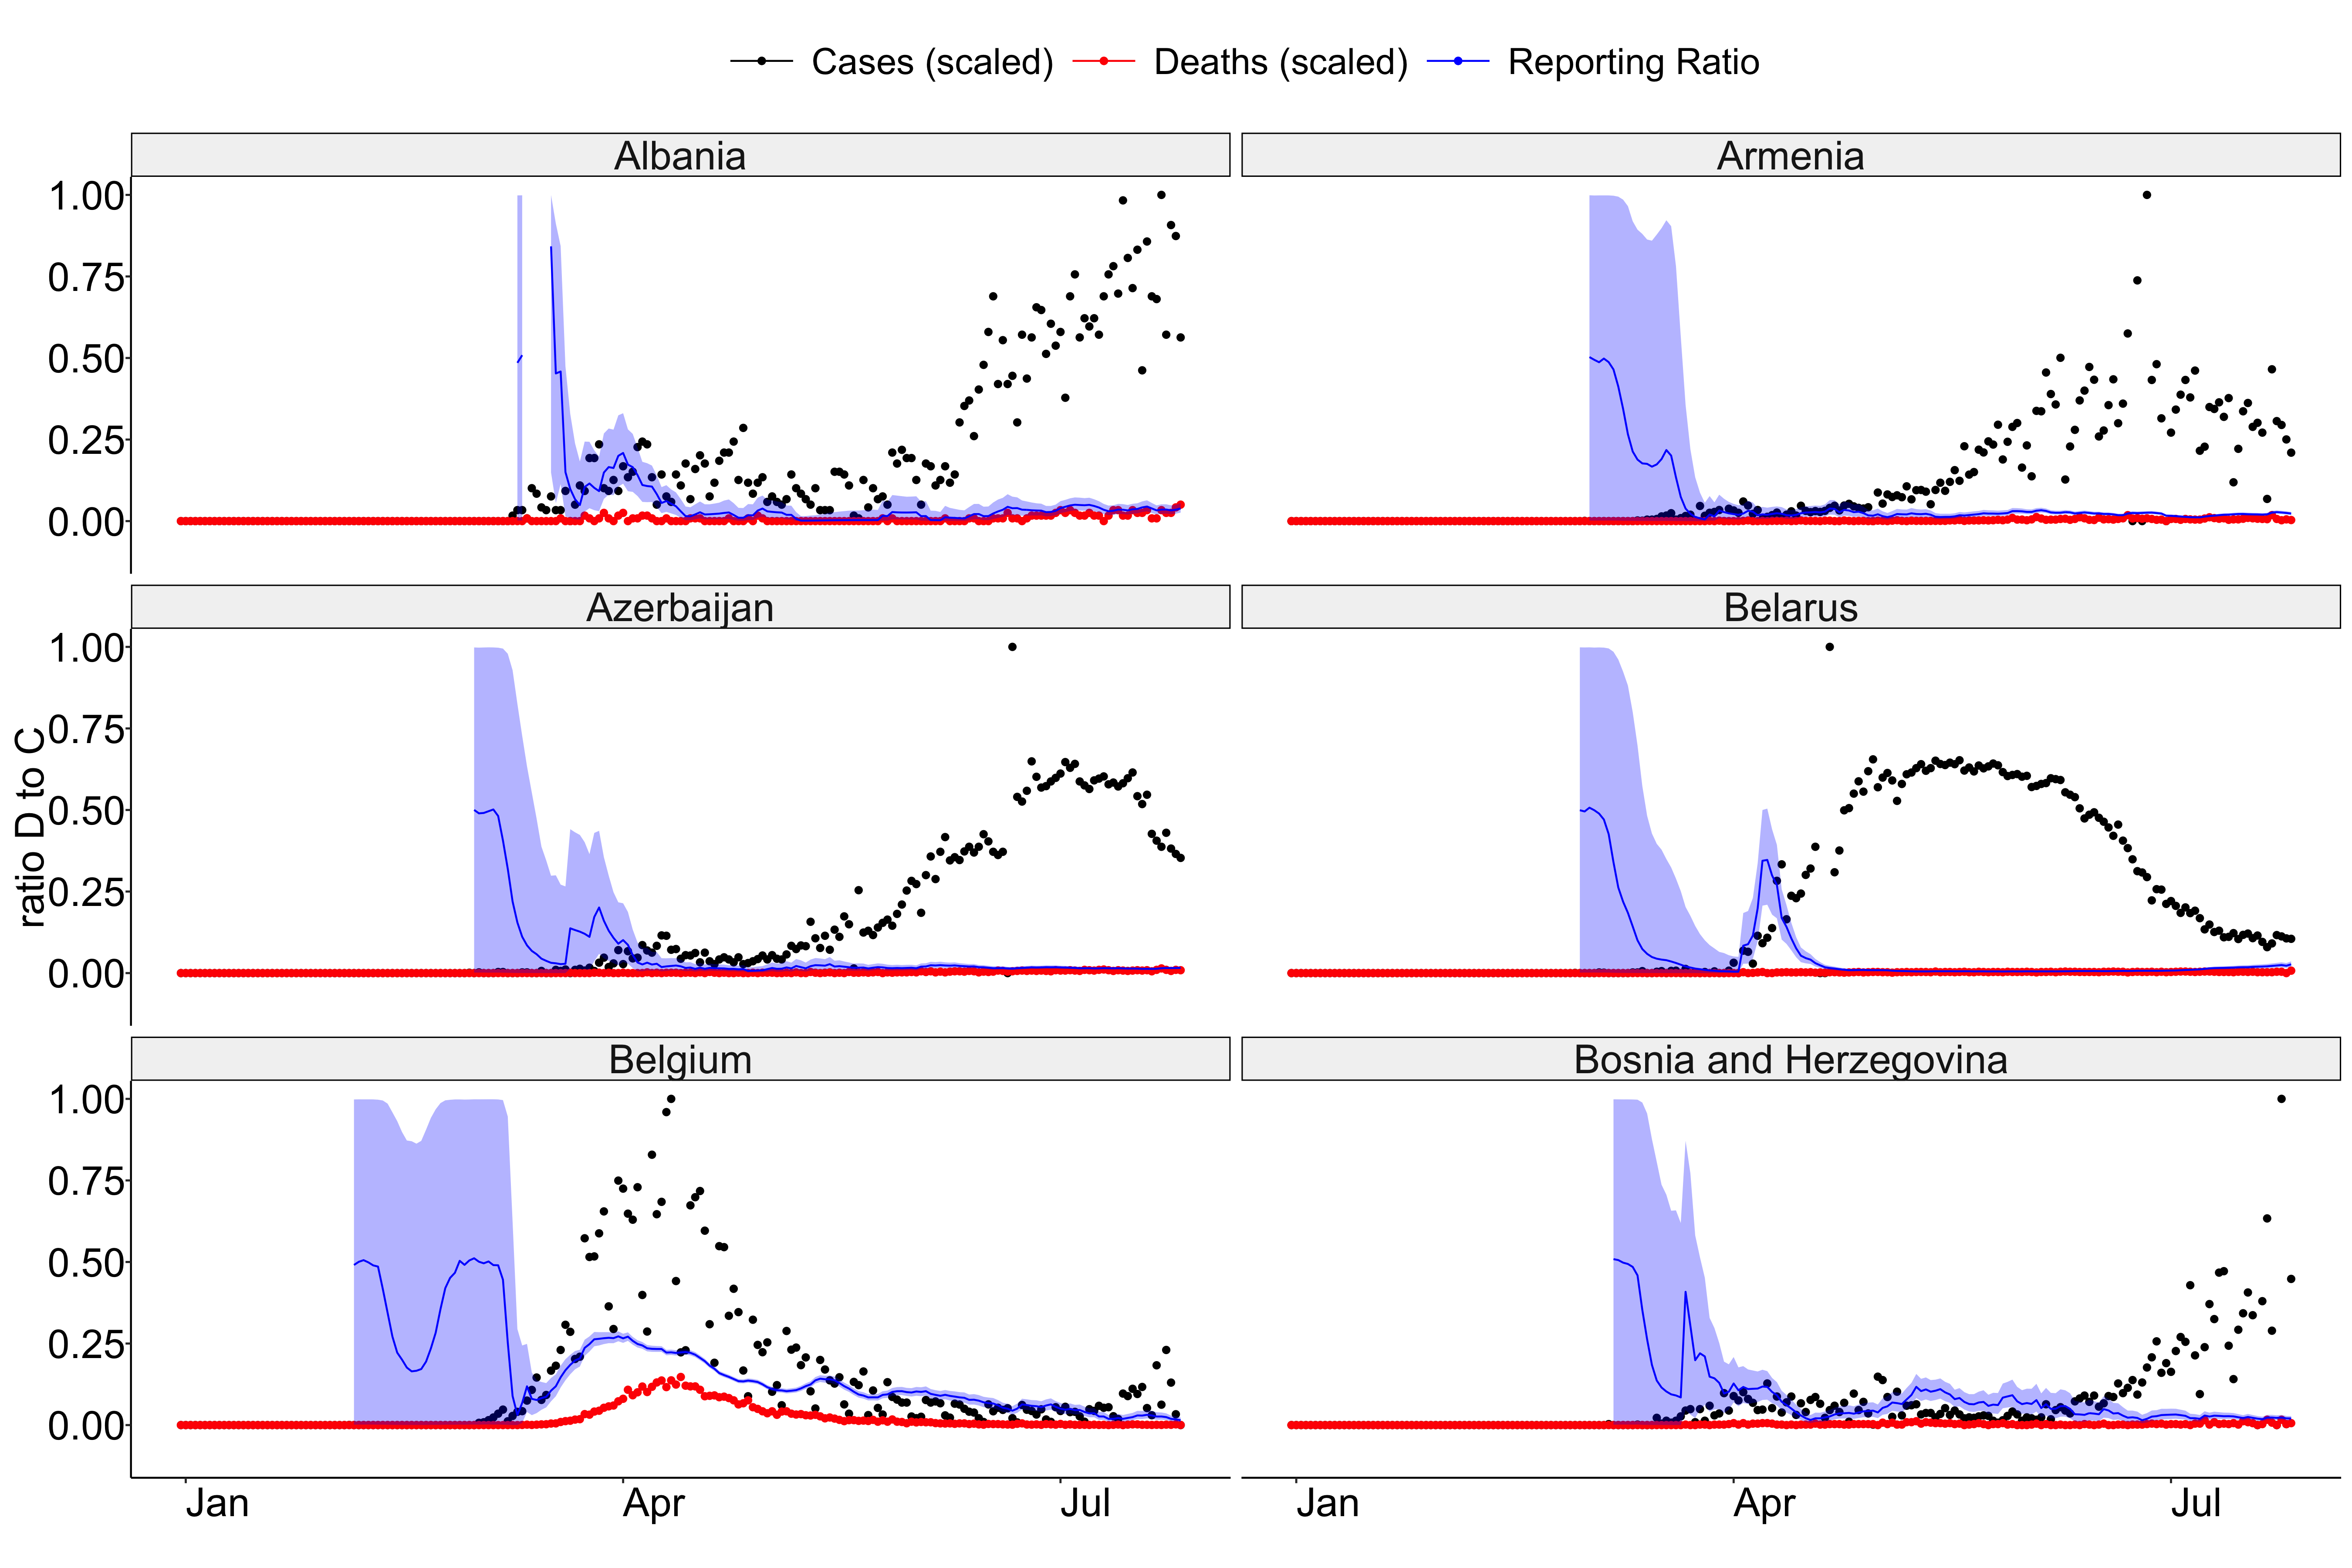 Cases (scaled) Deaths (scaled) Reporting Ratio
Albania Armenia
1.00
0.75
0.50
0.25
0.00
Azerbaijan Belarus
1.00
0.75
0.50
0.25
0.00
ratio D to C
Belgium Bosnia and Herzegovina
1.00
0.75
0.50
0.25
0.00
Jan Apr Jul Jan Apr Jul